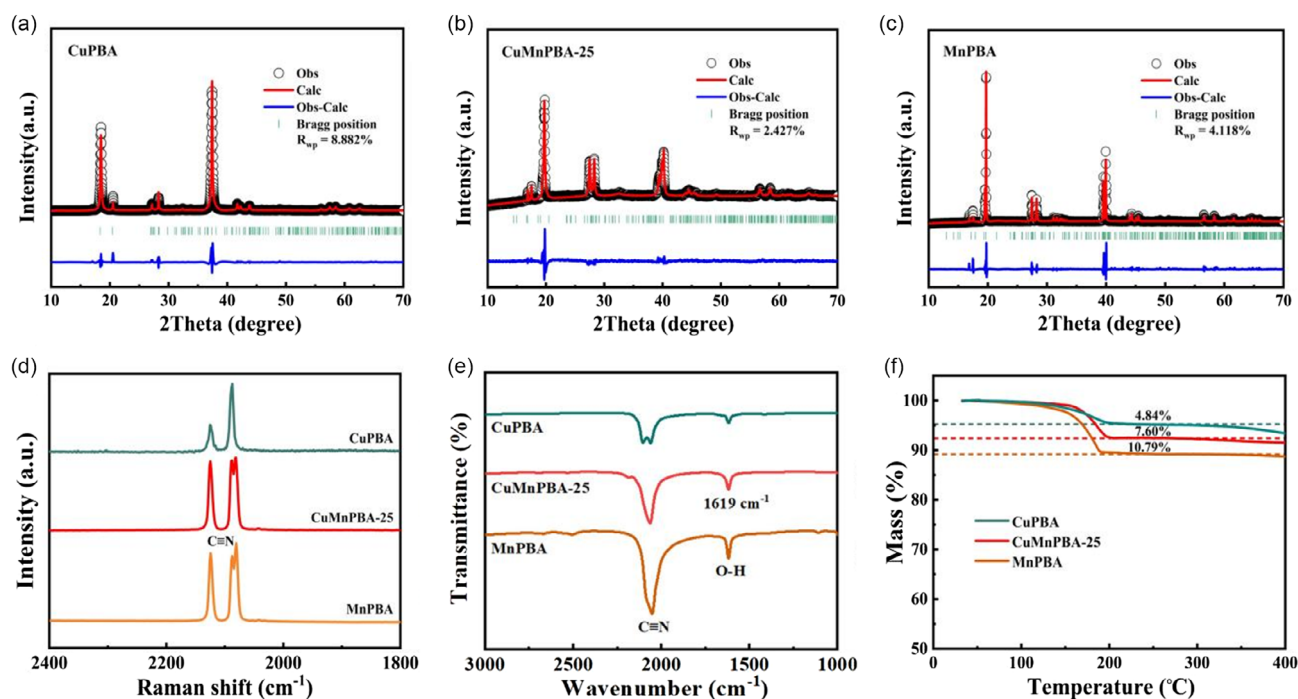 (a)
CuPBA
Obs
Calc
Obs-Calc
Bragg position
Rwp = 8.882%
Intensity(a.u.)
10 20 30 40 50 60 70
2Theta (degree)
(b)
CuMnPBA-25
Obs
Calc
Obs-Calc
Bragg position
Rwp = 2.427%
Intensity(a.u.)
10 20 30 40 50 60 70
2Theta (degree)
(c)
MnPBA
Obs
Calc
Obs-Calc
Bragg position
Rwp = 4.118%
Intensity (a.u.)
10 20 30 40 50 60 70
2Theta (degree)
(d)
CuPBA
CuMnPBA-25
C≡N
MnPBA
Intensity (a.u.)
2400 2200 2000 1800
Raman shift (cm-1)
(e)
CuPBA
CuMnPBA-25
1619 cm-1
MnPBA
O-H
C≡N
Transmittance (%)
3000 2500 2000 1500 1000
Wavenumber (cm-1)
(f)
100
90
80
70
60
50
4.84%
7.60%
10.79%
CuPBA
CuMnPBA-25
MnPBA
Mass (%)
0 100 200 300 400
Temperature (°C)